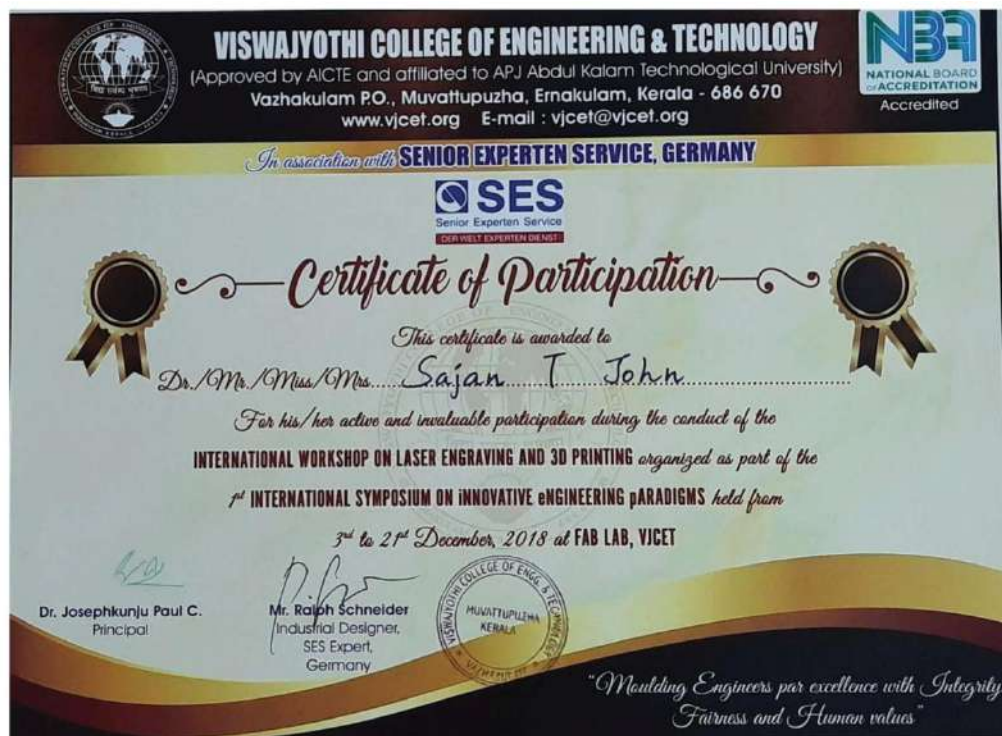 VISWAJYOTHI COLLEGE OF ENGINEERING & TECHNOLOGY
(Approved by AICTE and affiliated to APJ Abdul Kalam Technological University)
Vazhakulam P.O., Muvattupuzha, Ernakulam, Kerala - 686 670
www.vjcet.org E-mail : vjcet@vjcet.org
NBA
NATIONAL BOARD
OF ACCREDITATION
Accredited
In association with SENIOR EXPERTEN SERVICE, GERMANY
SES
Senior Experten Service
DER WELT EXPERTEN DIENST
Certificate of Participation
This certificate is awarded to
Dr./Mr./Miss/Mrs. Sajan T John
For his/her active and invaluable participation during the conduct of the
INTERNATIONAL WORKSHOP ON LASER ENGRAVING AND 3D PRINTING organized as part of the
1st INTERNATIONAL SYMPOSIUM ON iNNOVATIVE eNGINEERING pARADIGMS held from
3rd to 21st December, 2018 at FAB LAB, VJCET
Dr. Josephkunju Paul C.
Principal
Mr. Ralph Schneider
Industrial Designer,
SES Expert,
Germany
VISWAJYOTHI COLLEGE OF ENGG. & TECHNOLOGY
MUVATTUPUZHA
KERALA
"Moulding Engineers par excellence with Integrity
Fairness and Human values"